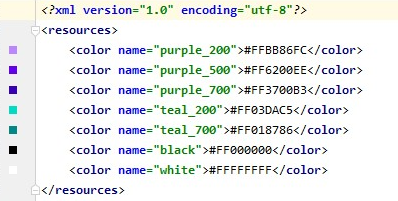 <?xml version="1.0" encoding="utf-8"?>
<resources>
<color name="purple_200">#FFBB86FC</color>
<color name="purple_500">#FF6200EE</color>
<color name="purple_700">#FF3700B3</color>
<color name="teal_200">#FF03DAC5</color>
<color name="teal_700">#FF018786</color>
<color name="black">#FF000000</color>
<color name="white">#FFFFFFFF</color>
</resources>